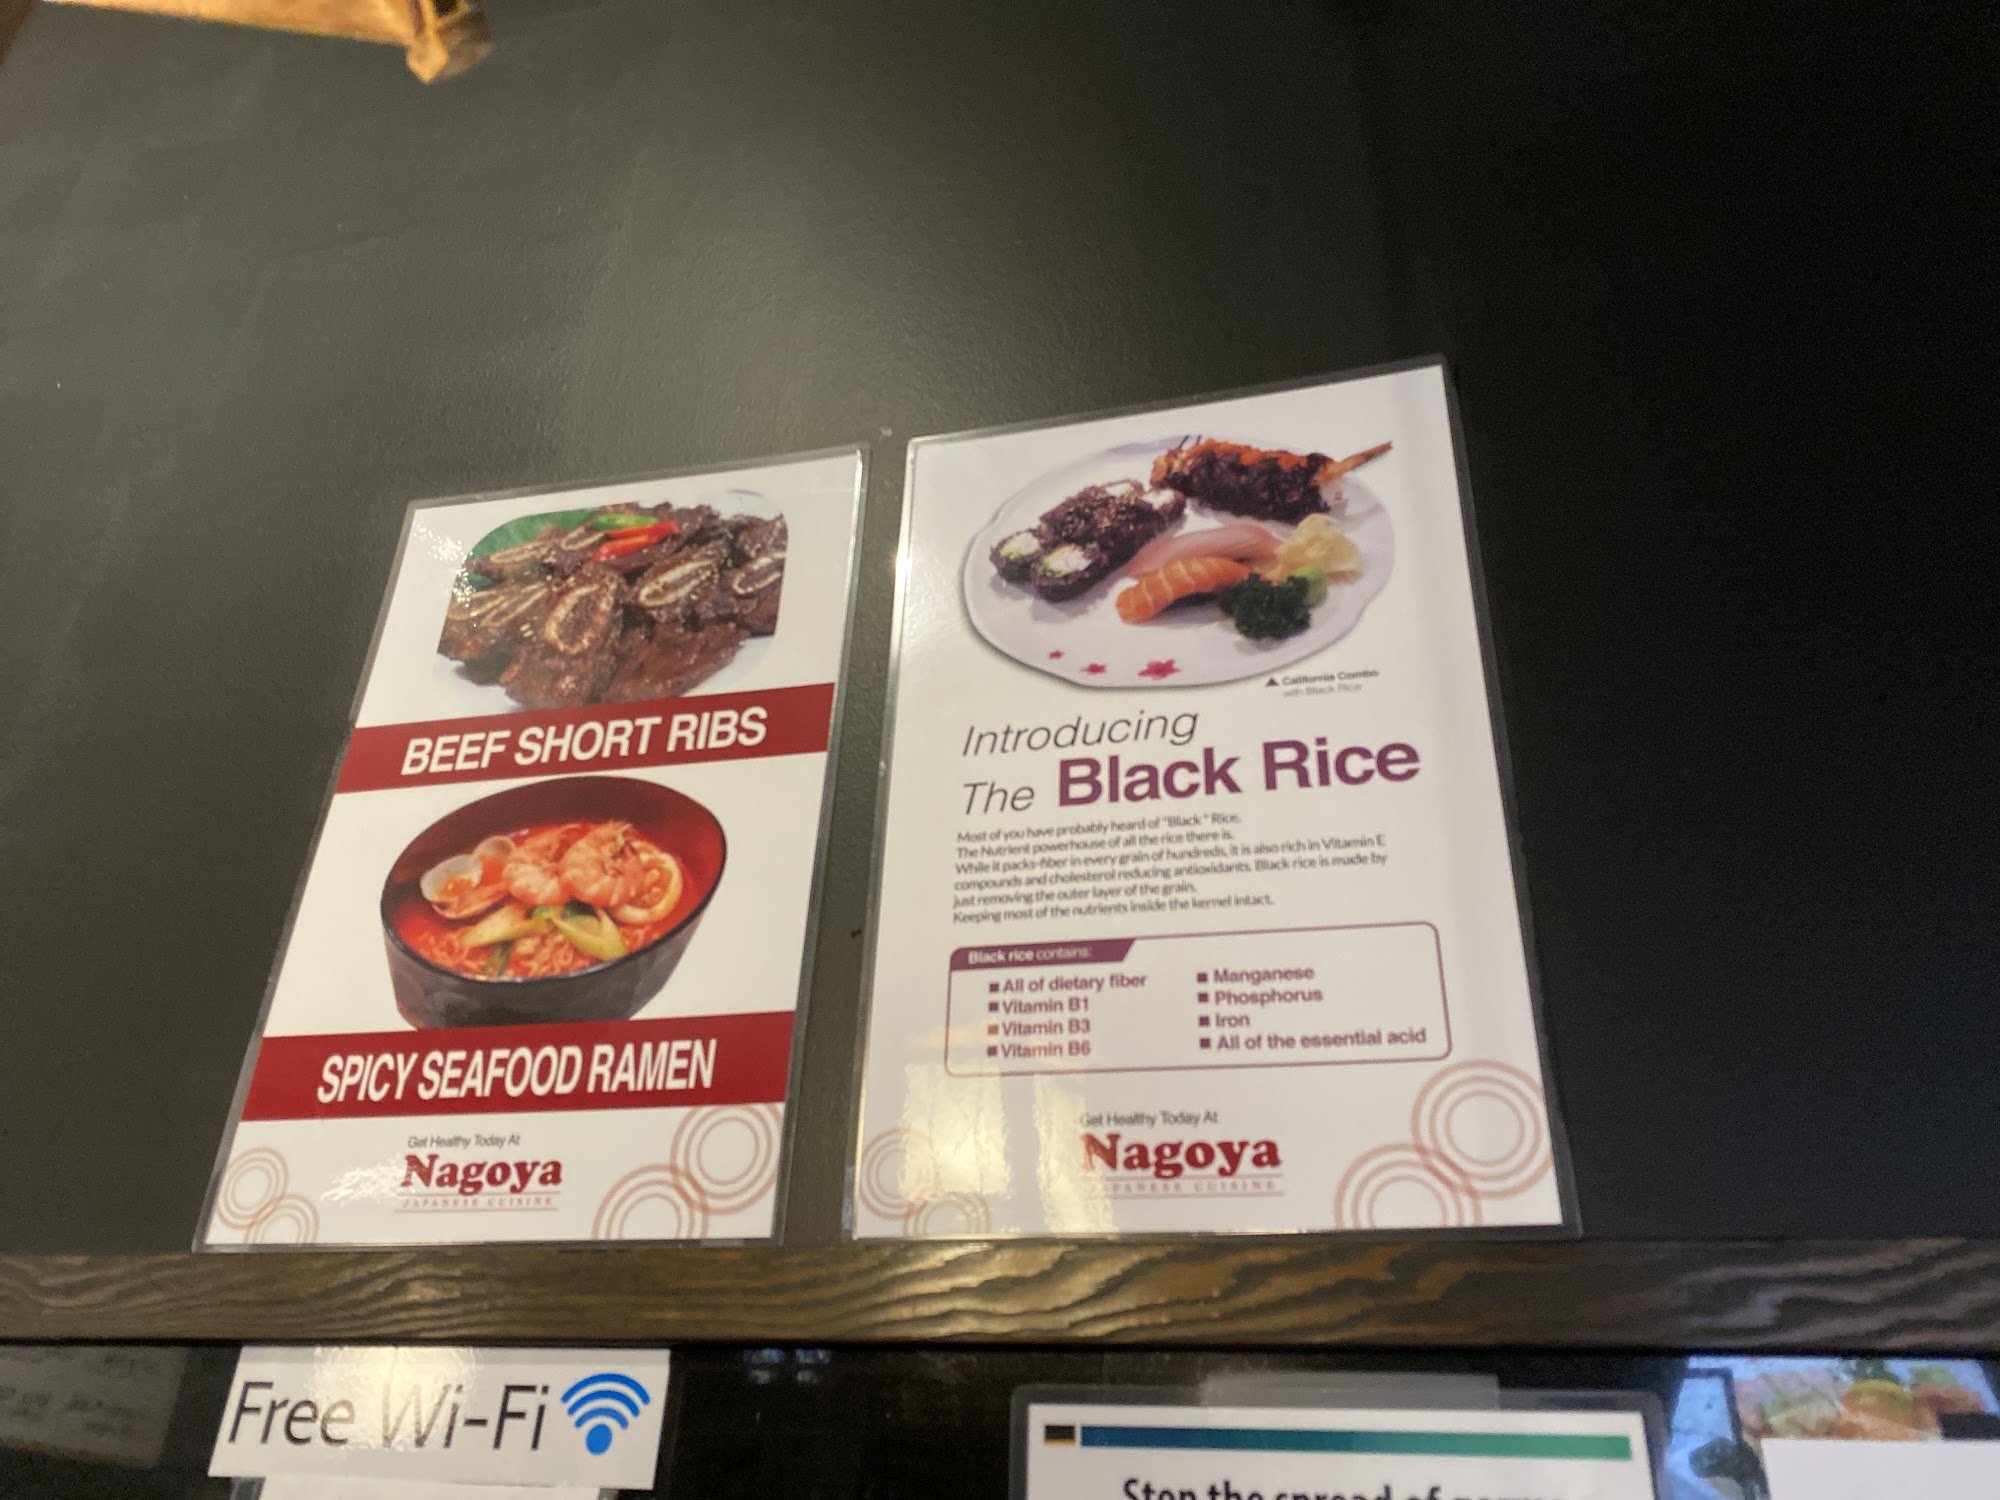 BEEF SHORT RIBS
SPICY SEAFOOD RAMEN
Get Healthy Today At
Nagoya
JAPANESE CUISINE
California Combo
with Black Rice
Introducing
The Black Rice
Most of you have probably heard of "Black " Rice.
The Nutrient powerhouse of all the rice there is.
While it packs-fiber in every grain of hundreds, it is also rich in Vitamin E
compounds and cholesterol reducing antioxidants. Black rice is made by
just removing the outer layer of the grain.
Keeping most of the nutrients inside the kernel intact.
Black rice contains:
All of dietary fiber
Vitamin B1
Vitamin B3
Vitamin B6
Manganese
Phosphorus
Iron
All of the essential acid
Get Healthy Today At
Nagoya
JAPANESE CUISINE
Free Wi-Fi
Stop the spread of